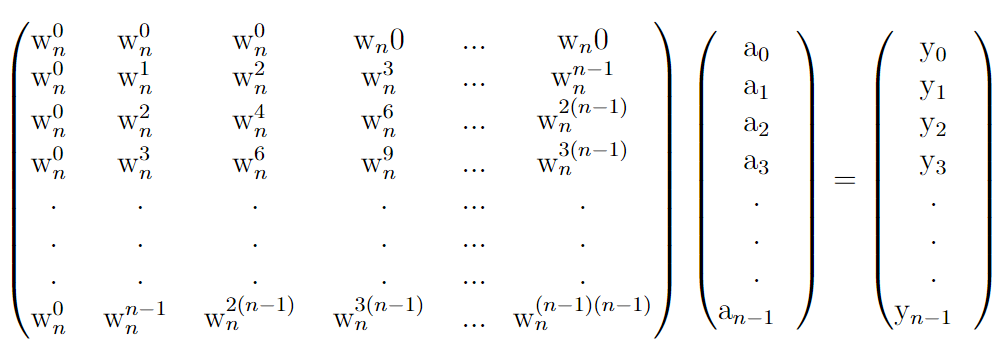 w_n^0 w_n^0 w_n^0 w_n0 ... w_n0 a_0 y_0
w_n^0 w_n^1 w_n^2 w_n^3 ... w_n^{n-1} a_1 y_1
w_n^0 w_n^2 w_n^4 w_n^6 ... w_n^{2(n-1)} a_2 y_2
w_n^0 w_n^3 w_n^6 w_n^9 ... w_n^{3(n-1)} a_3 = y_3
. . . . ... . . .
. . . . ... . . .
. . . . ... . . .
w_n^0 w_n^{n-1} w_n^{2(n-1)} w_n^{3(n-1)} ... w_n^{(n-1)(n-1)} a_{n-1} y_{n-1}